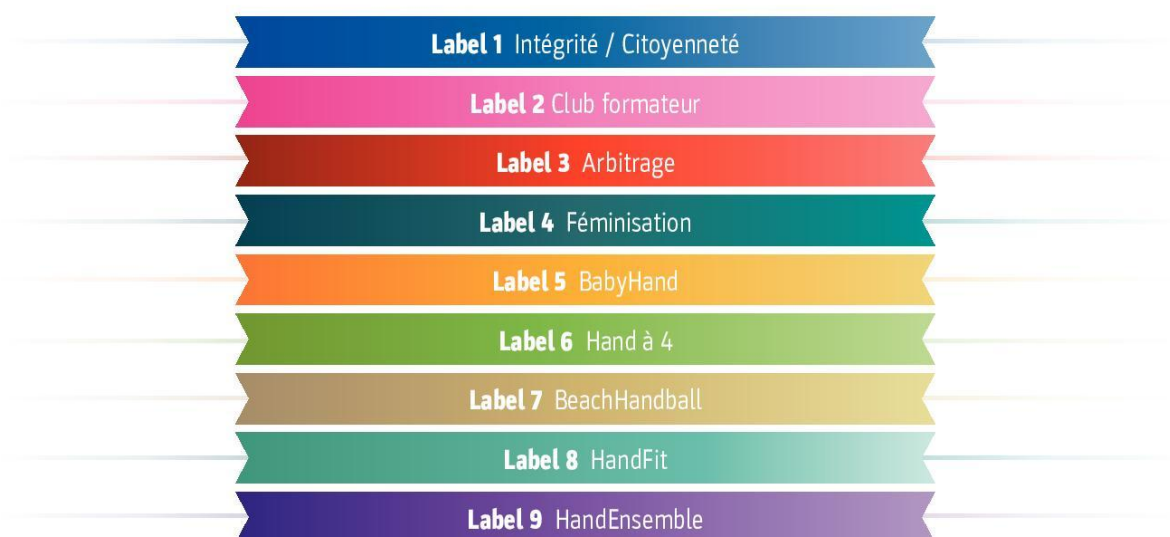 Label 1 Intégrité / Citoyenneté
Label 2 Club formateur
Label 3 Arbitrage
Label 4 Féminisation
Label 5 BabyHand
Label 6 Hand à 4
Label 7 BeachHandball
Label 8 HandFit
Label 9 HandEnsemble